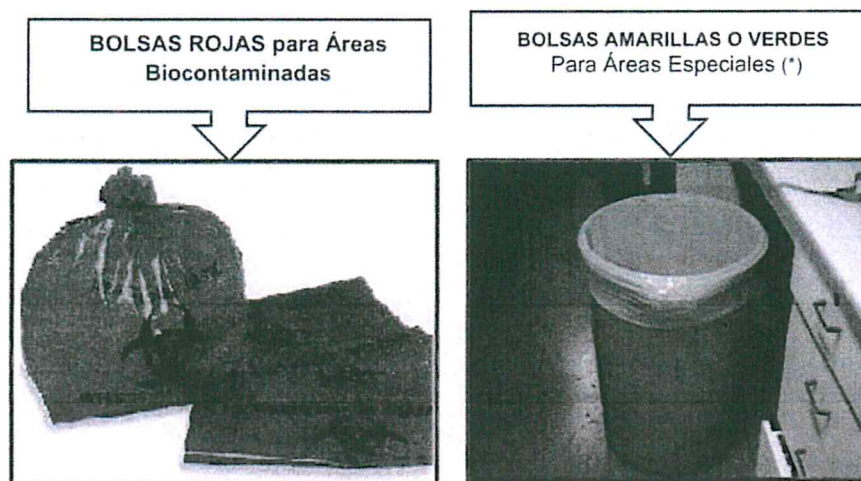 BOLSAS ROJAS para Áreas
Biocontaminadas
BOLSAS AMARILLAS O VERDES
Para Áreas Especiales (*)